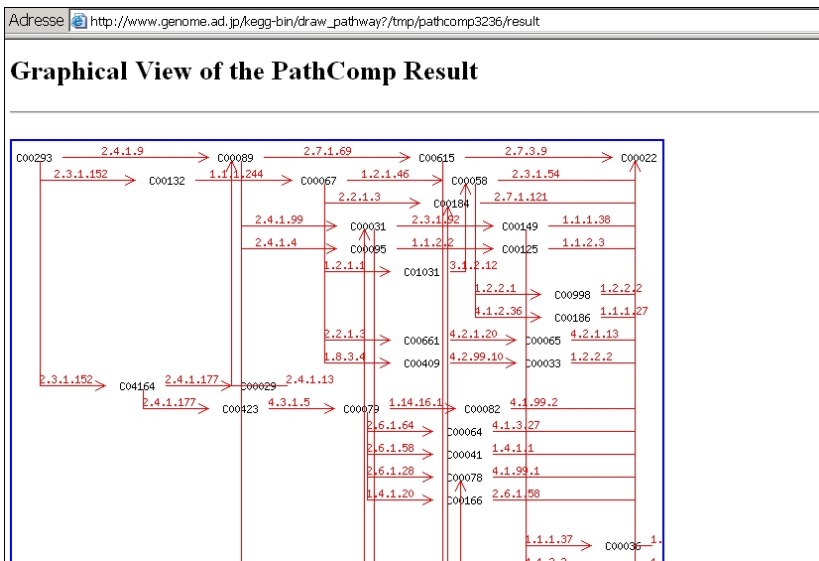 Adresse http://www.genome.ad.jp/kegg-bin/draw_pathway?/tmp/pathcomp3236/result
Graphical View of the PathComp Result
C00293 2.4.1.9 C00089 2.7.1.69 C00615 2.7.3.9 C00022
2.3.1.152 C00132 1.1.1.244 C00067 1.2.1.46 C00058 2.3.1.54
2.2.1.3 C00184 2.7.1.121
2.4.1.99 C00031 2.3.1.92 C00149 1.1.1.38
2.4.1.4 C00095 1.1.2.2 C00125 1.1.2.3
1.2.1.1 C01031 3.1.2.12
1.2.2.1 C00998 1.2.2.2
4.1.2.36 C00186 1.1.1.27
2.2.1.3 C00661 4.2.1.20 C00065 4.2.1.13
1.8.3.4 C00409 4.2.99.10 C00033 1.2.2.2
2.3.1.152 C04164 2.4.1.177 C00029 2.4.1.13
2.4.1.177 C00423 4.3.1.5 C00079 1.14.16.1 C00082 4.1.99.2
2.6.1.64 C00064 4.1.3.27
2.6.1.58 C00041 1.4.1.1
2.6.1.28 C00078 4.1.99.1
1.4.1.20 C00166 2.6.1.58
1.1.1.37 C00036 1.